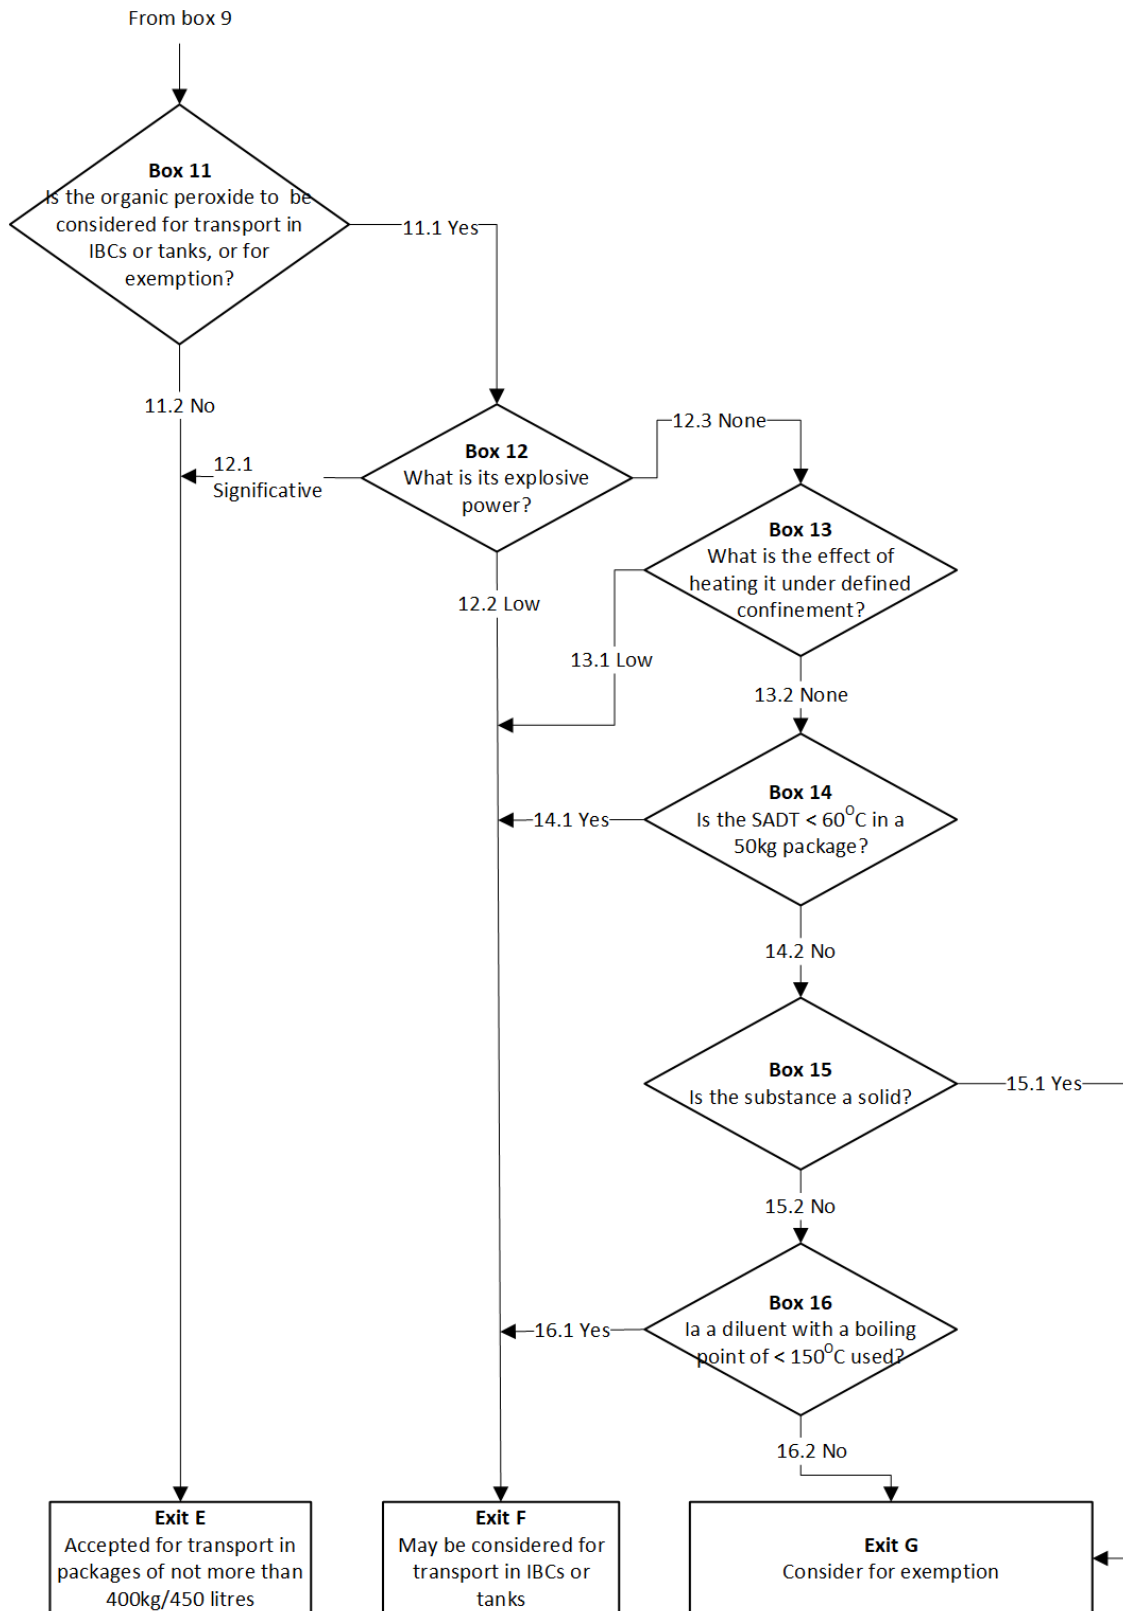 From box 9
Box 11
Is the organic peroxide to be
considered for transport in
IBCs or tanks, or for
exemption?
11.1 Yes
11.2 No
12.3 None
Box 12
What is its explosive
power?
12.1
Significative
Box 13
What is the effect of
heating it under defined
confinement?
12.2 Low
13.1 Low
13.2 None
Box 14
Is the SADT < 60°C in a
50kg package?
14.1 Yes
14.2 No
Box 15
Is the substance a solid?
15.1 Yes
15.2 No
Box 16
Ia a diluent with a boiling
point of < 150°C used?
16.1 Yes
16.2 No
Exit E
Accepted for transport in
packages of not more than
400kg/450 litres
Exit F
May be considered for
transport in IBCs or
tanks
Exit G
Consider for exemption